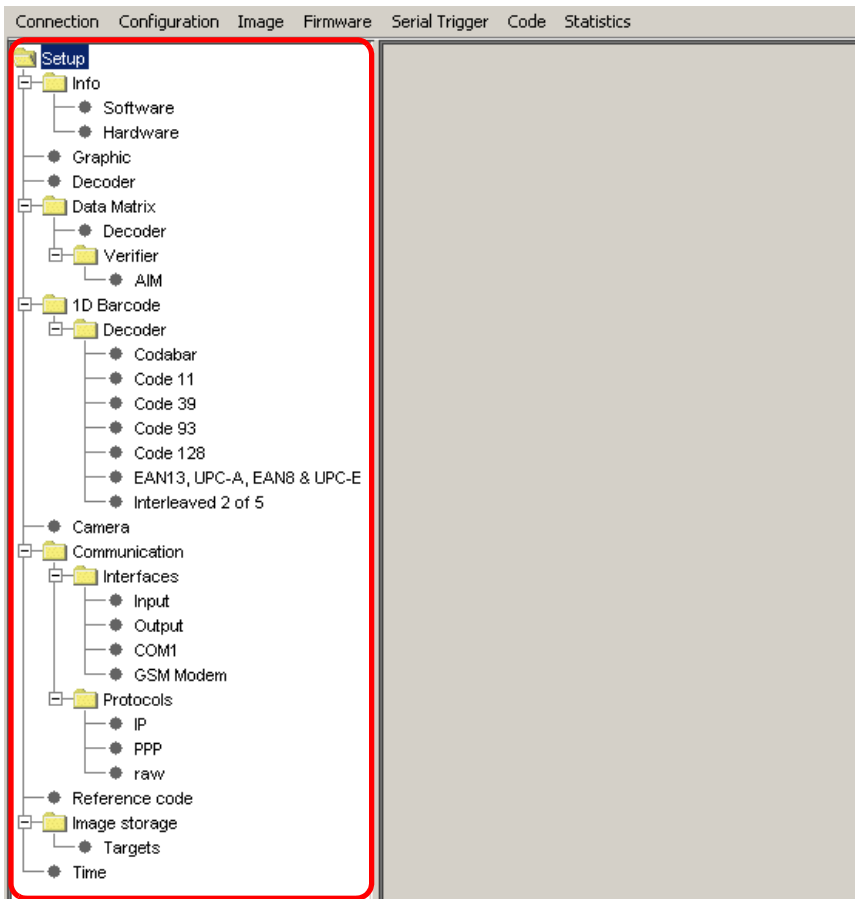 Connection Configuration Image Firmware Serial Trigger Code Statistics
Setup
Info
Software
Hardware
Graphic
Decoder
Data Matrix
Decoder
Verifier
AIM
1D Barcode
Decoder
Codabar
Code 11
Code 39
Code 93
Code 128
EAN13, UPC-A, EAN8 & UPC-E
Interleaved 2 of 5
Camera
Communication
Interfaces
Input
Output
COM1
GSM Modem
Protocols
IP
PPP
raw
Reference code
Image storage
Targets
Time